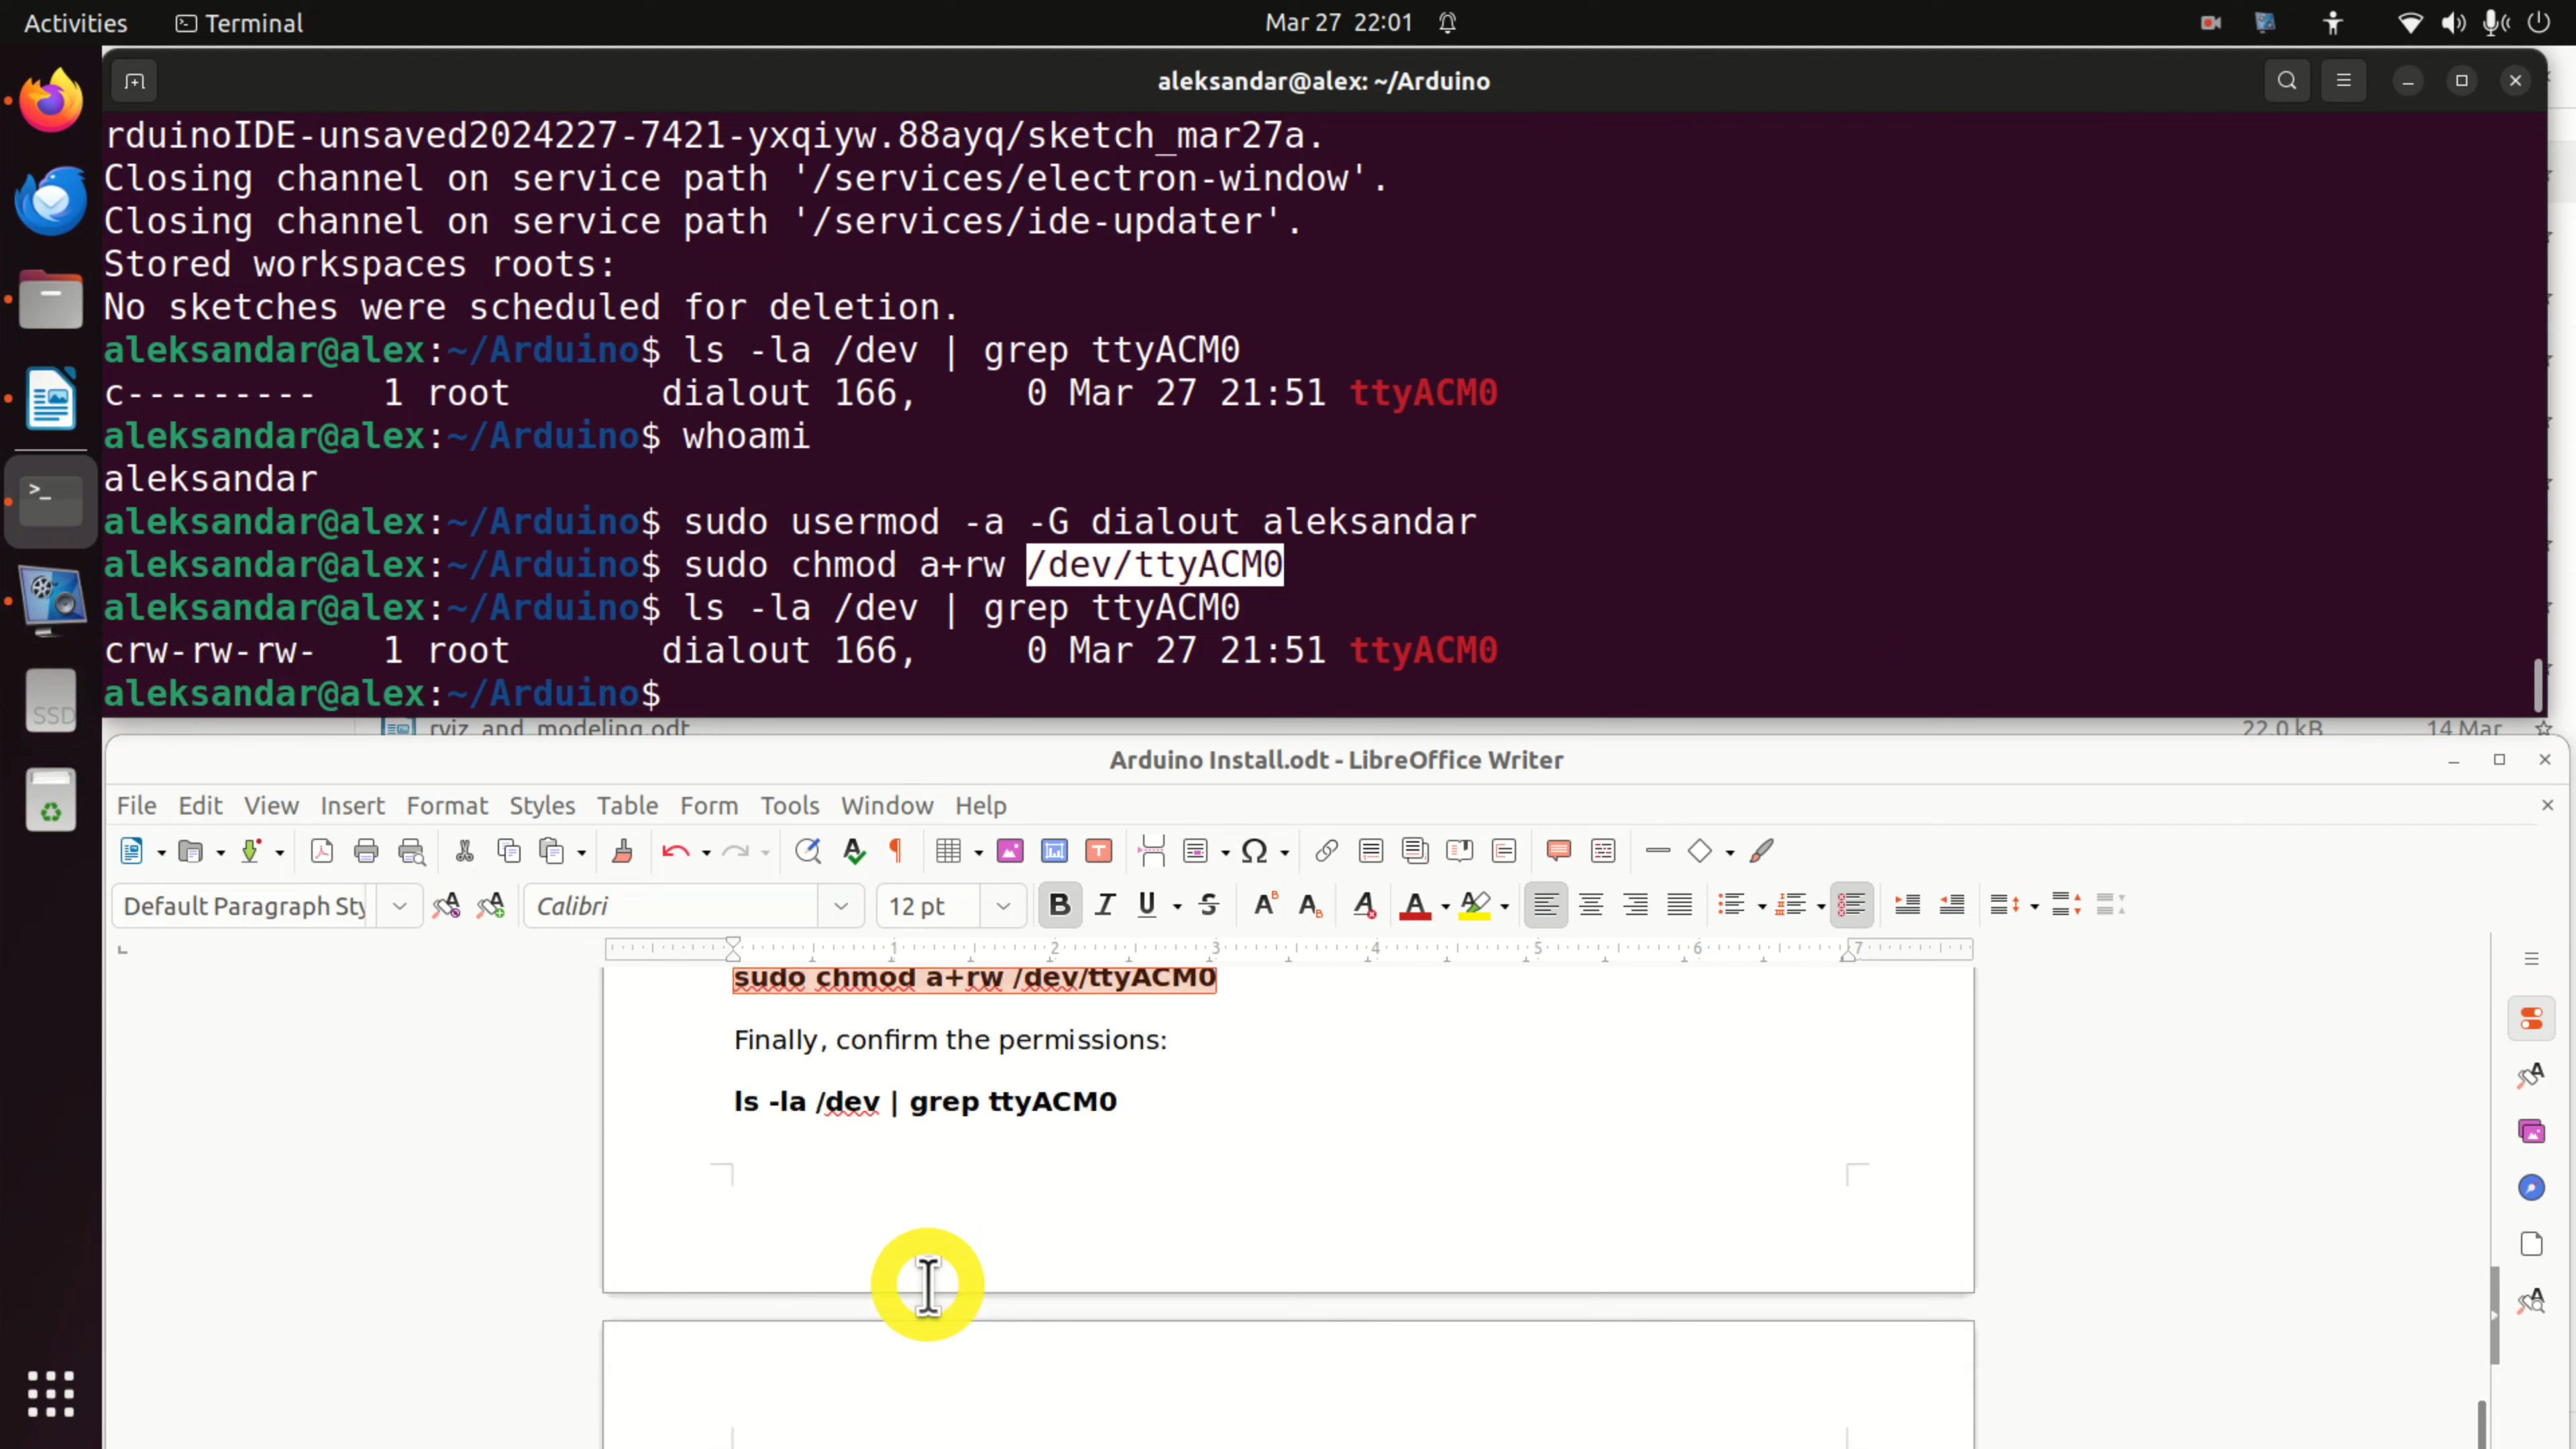 Activities
Terminal
Mar 27 22:01
aleksandar@alex: ~/Arduino
rduinoIDE-unsaved2024227-7421-yxqiyw.88ayq/sketch_mar27a.
Closing channel on service path '/services/electron-window'.
Closing channel on service path '/services/ide-updater'.
Stored workspaces roots:
No sketches were scheduled for deletion.
aleksandar@alex:~/Arduino$ ls -la /dev | grep ttyACM0
c--------- 1 root dialout 166, 0 Mar 27 21:51 ttyACM0
aleksandar@alex:~/Arduino$ whoami
aleksandar
aleksandar@alex:~/Arduino$ sudo usermod -a -G dialout aleksandar
aleksandar@alex:~/Arduino$ sudo chmod a+rw /dev/ttyACM0
aleksandar@alex:~/Arduino$ ls -la /dev | grep ttyACM0
crw-rw-rw- 1 root dialout 166, 0 Mar 27 21:51 ttyACM0
aleksandar@alex:~/Arduino$
SSD
rviz_and_modeling.odt 22.0 kB 14 Mar
Arduino Install.odt - LibreOffice Writer
File Edit View Insert Format Styles Table Form Tools Window Help
Default Paragraph Sty
Calibri
12 pt
1 2 3 4 5 6 7
sudo chmod a+rw /dev/ttyACM0
Finally, confirm the permissions:
ls -la /dev | grep ttyACM0